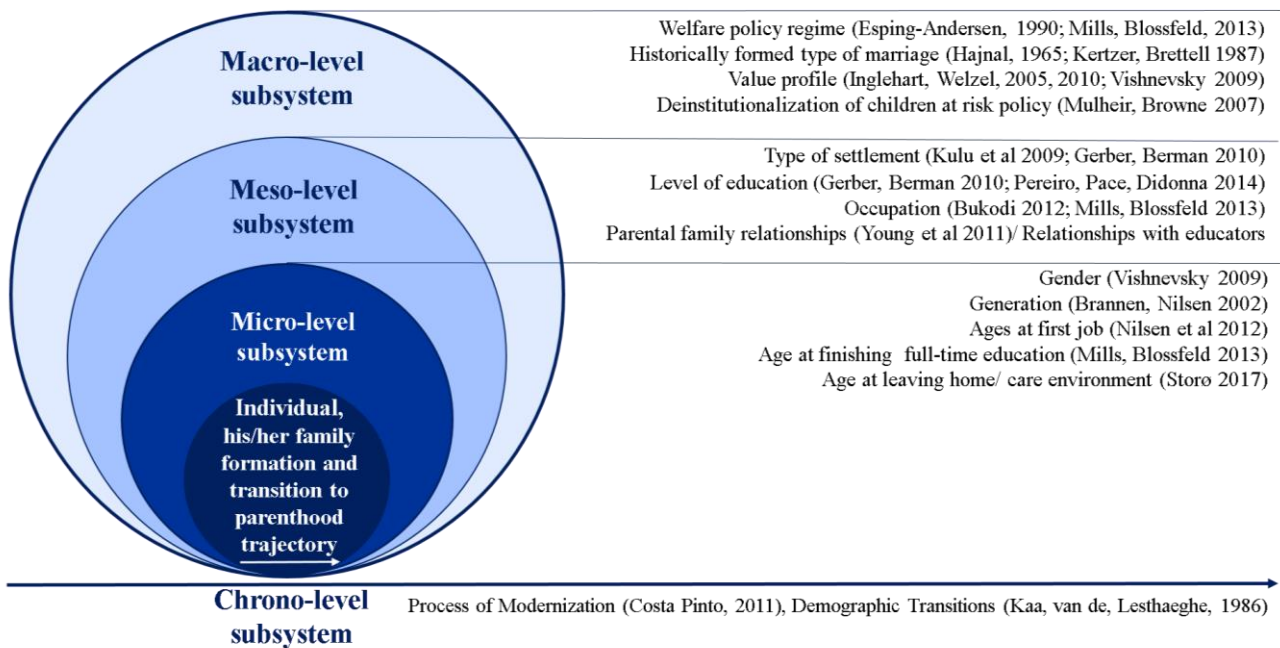 Macro-level
subsystem
Welfare policy regime (Esping-Andersen, 1990; Mills, Blossfeld, 2013)
Historically formed type of marriage (Hajnal, 1965; Kertzer, Brettell 1987)
Value profile (Inglehart, Welzel, 2005, 2010; Vishnevsky 2009)
Deinstitutionalization of children at risk policy (Mulheir, Browne 2007)
Meso-level
subsystem
Type of settlement (Kulu et al 2009; Gerber, Berman 2010)
Level of education (Gerber, Berman 2010; Pereiro, Pace, Didonna 2014)
Occupation (Bukodi 2012; Mills, Blossfeld 2013)
Parental family relationships (Young et al 2011)/ Relationships with educators
Micro-level
subsystem
Gender (Vishnevsky 2009)
Generation (Brannen, Nilsen 2002)
Ages at first job (Nilsen et al 2012)
Age at finishing full-time education (Mills, Blossfeld 2013)
Age at leaving home/ care environment (Storø 2017)
Individual,
his/her family
formation and
transition to
parenthood
trajectory
Chrono-level
subsystem
Process of Modernization (Costa Pinto, 2011), Demographic Transitions (Kaa, van de, Lesthaeghe, 1986)